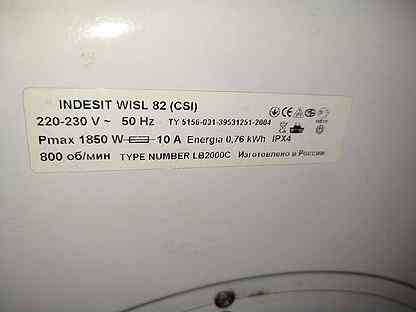 INDESIT WISL 82 (CSI)
220-230 V ~ 50 Hz ТУ 5156-031-39531251-2004
Pmax 1850 W 10 A Energia 0,76 kWh IPX4
800 об/мин TYPE NUMBER LB2000C Изготовлено в России